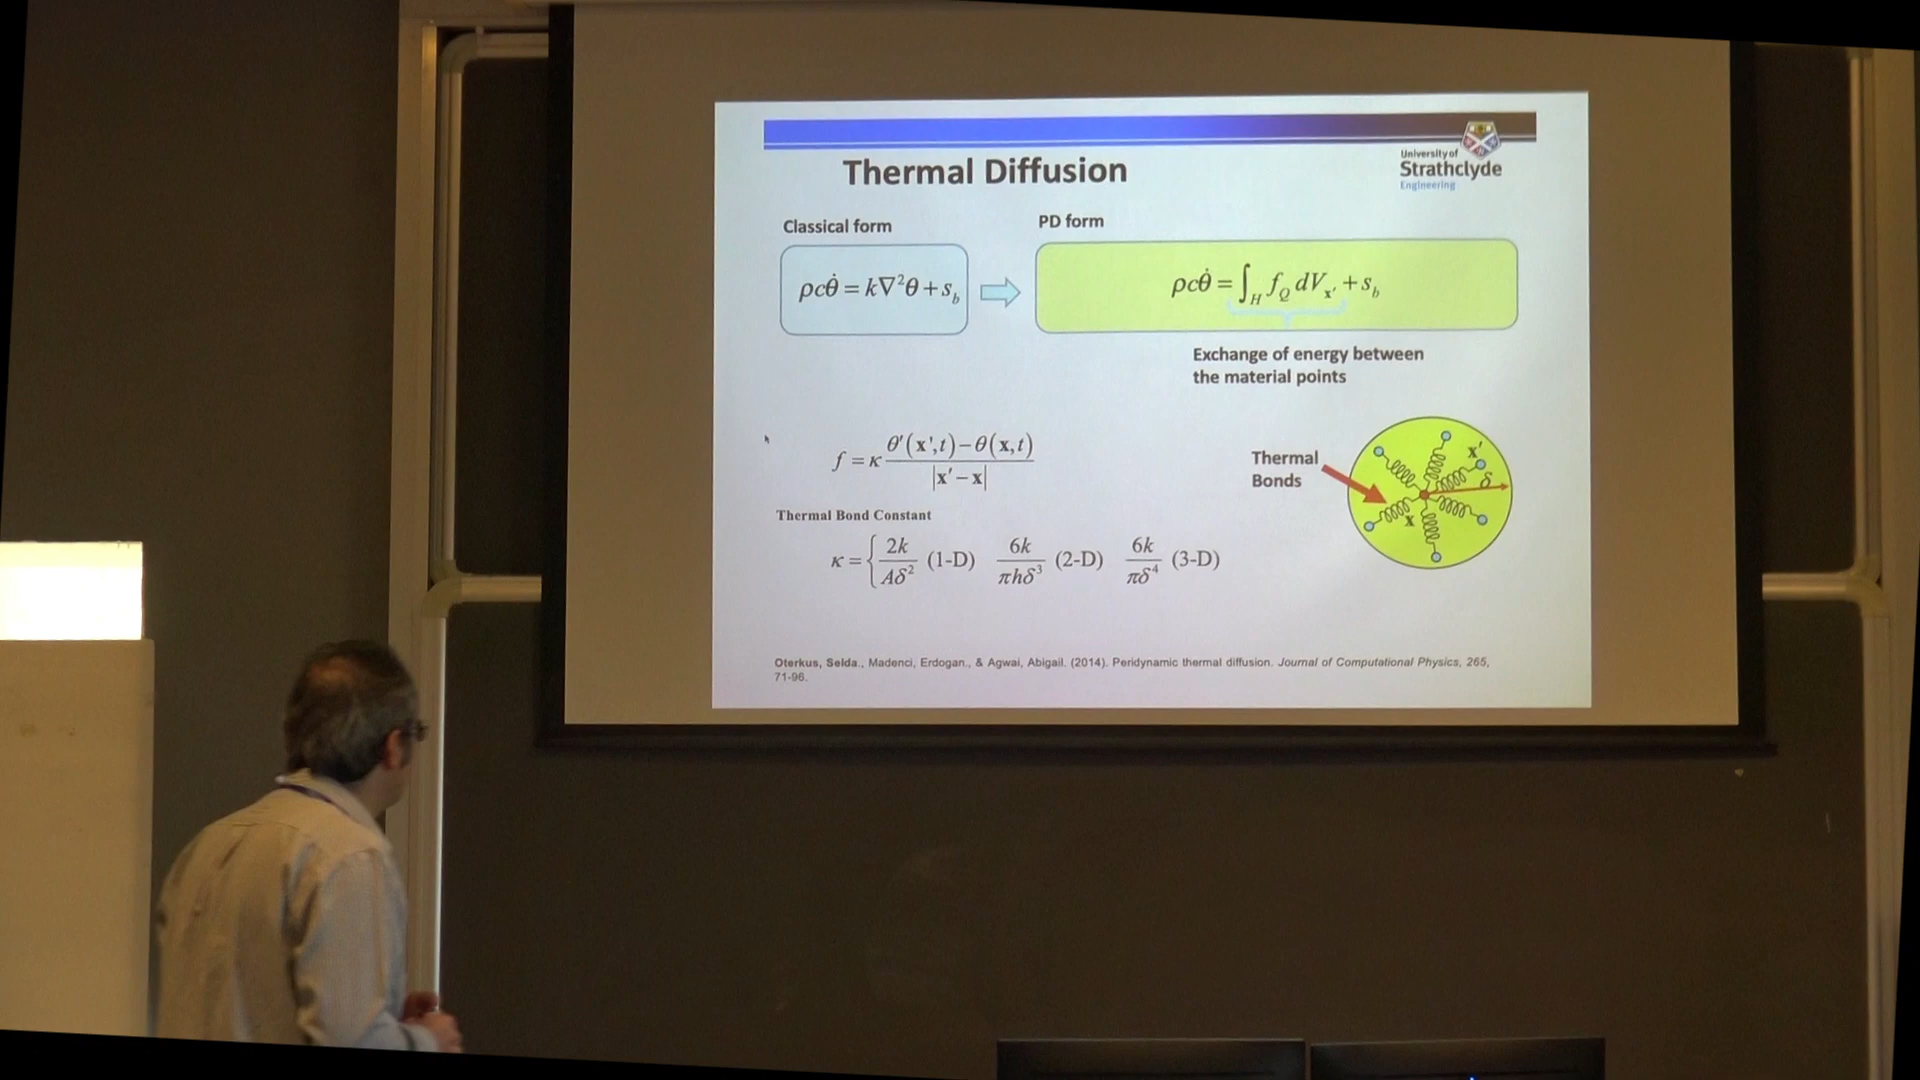 University of
Strathclyde
Engineering
Thermal Diffusion
Classical form
PD form
ρcθ̇ = k∇²θ + s_b
ρcθ̇ = ∫_H f_Q dV_x′ + s_b
Exchange of energy between
the material points
f = κ (θ′(x′,t) − θ(x,t)) / |x′ − x|
Thermal
Bonds
x′
δ
x
Thermal Bond Constant
κ = { 2k / Aδ² (1-D) 6k / πhδ³ (2-D) 6k / πδ⁴ (3-D)
Oterkus, Selda., Madenci, Erdogan., & Agwai, Abigail. (2014). Peridynamic thermal diffusion. Journal of Computational Physics, 265,
71-96.